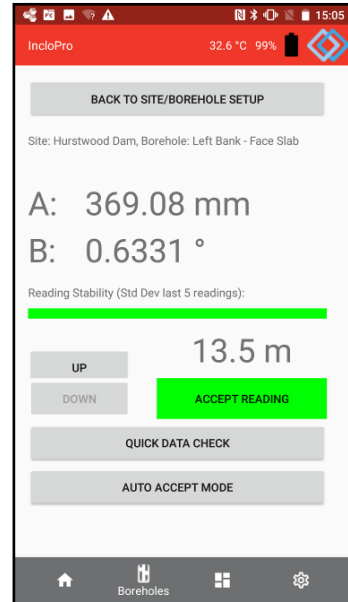 15:05
IncloPro 32.6 °C 99%
BACK TO SITE/BOREHOLE SETUP
Site: Hurstwood Dam, Borehole: Left Bank - Face Slab
A: 369.08 mm
B: 0.6331 °
Reading Stability (Std Dev last 5 readings):
13.5 m
UP
DOWN ACCEPT READING
QUICK DATA CHECK
AUTO ACCEPT MODE
Boreholes